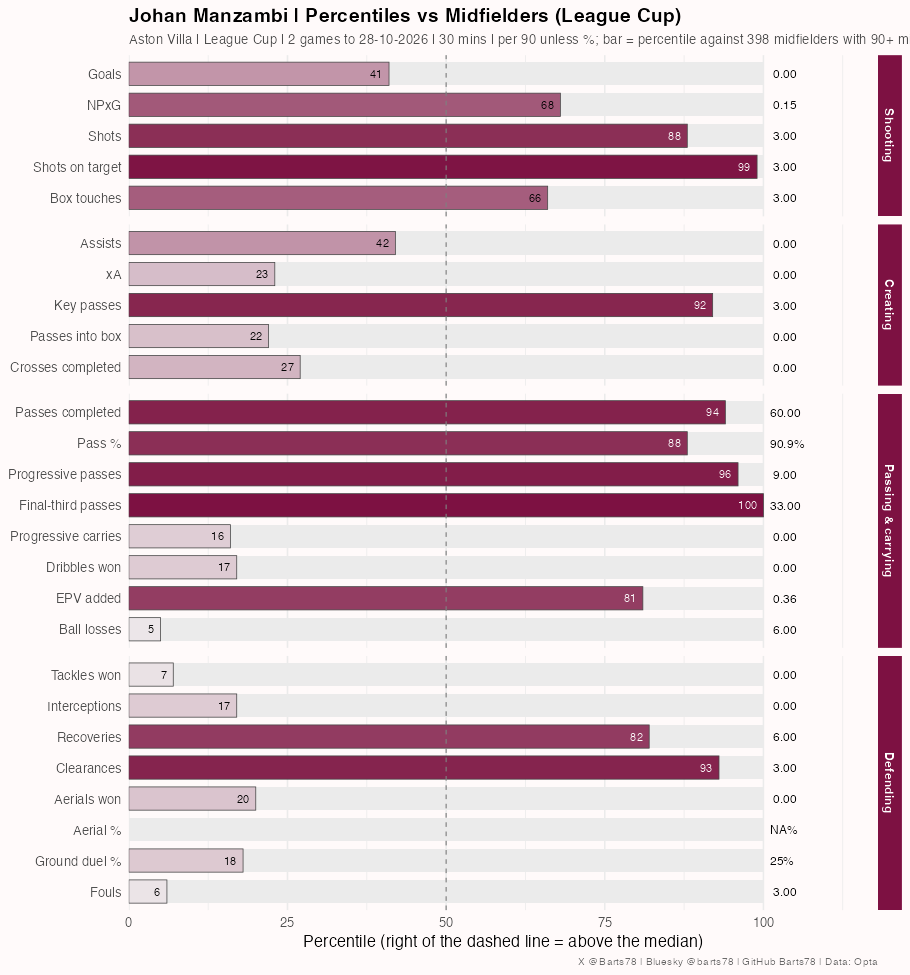 Johan Manzambi | Percentiles vs Midfielders (League Cup)
Aston Villa | League Cup | 2 games to 28-10-2026 | 30 mins | per 90 unless %; bar = percentile against 398 midfielders with 90+ m
Goals 41 0.00
NPxG 68 0.15
Shots 88 3.00
Shots on target 99 3.00
Box touches 66 3.00
Shooting
Assists 42 0.00
xA 23 0.00
Key passes 92 3.00
Passes into box 22 0.00
Crosses completed 27 0.00
Creating
Passes completed 94 60.00
Pass % 88 90.9%
Progressive passes 96 9.00
Final-third passes 100 33.00
Progressive carries 16 0.00
Dribbles won 17 0.00
EPV added 81 0.36
Ball losses 5 6.00
Passing & carrying
Tackles won 7 0.00
Interceptions 17 0.00
Recoveries 82 6.00
Clearances 93 3.00
Aerials won 20 0.00
Aerial % NA%
Ground duel % 18 25%
Fouls 6 3.00
Defending
0 25 50 75 100
Percentile (right of the dashed line = above the median)
X @Barts78 | Bluesky @barts78 | GitHub Barts78 | Data: Opta